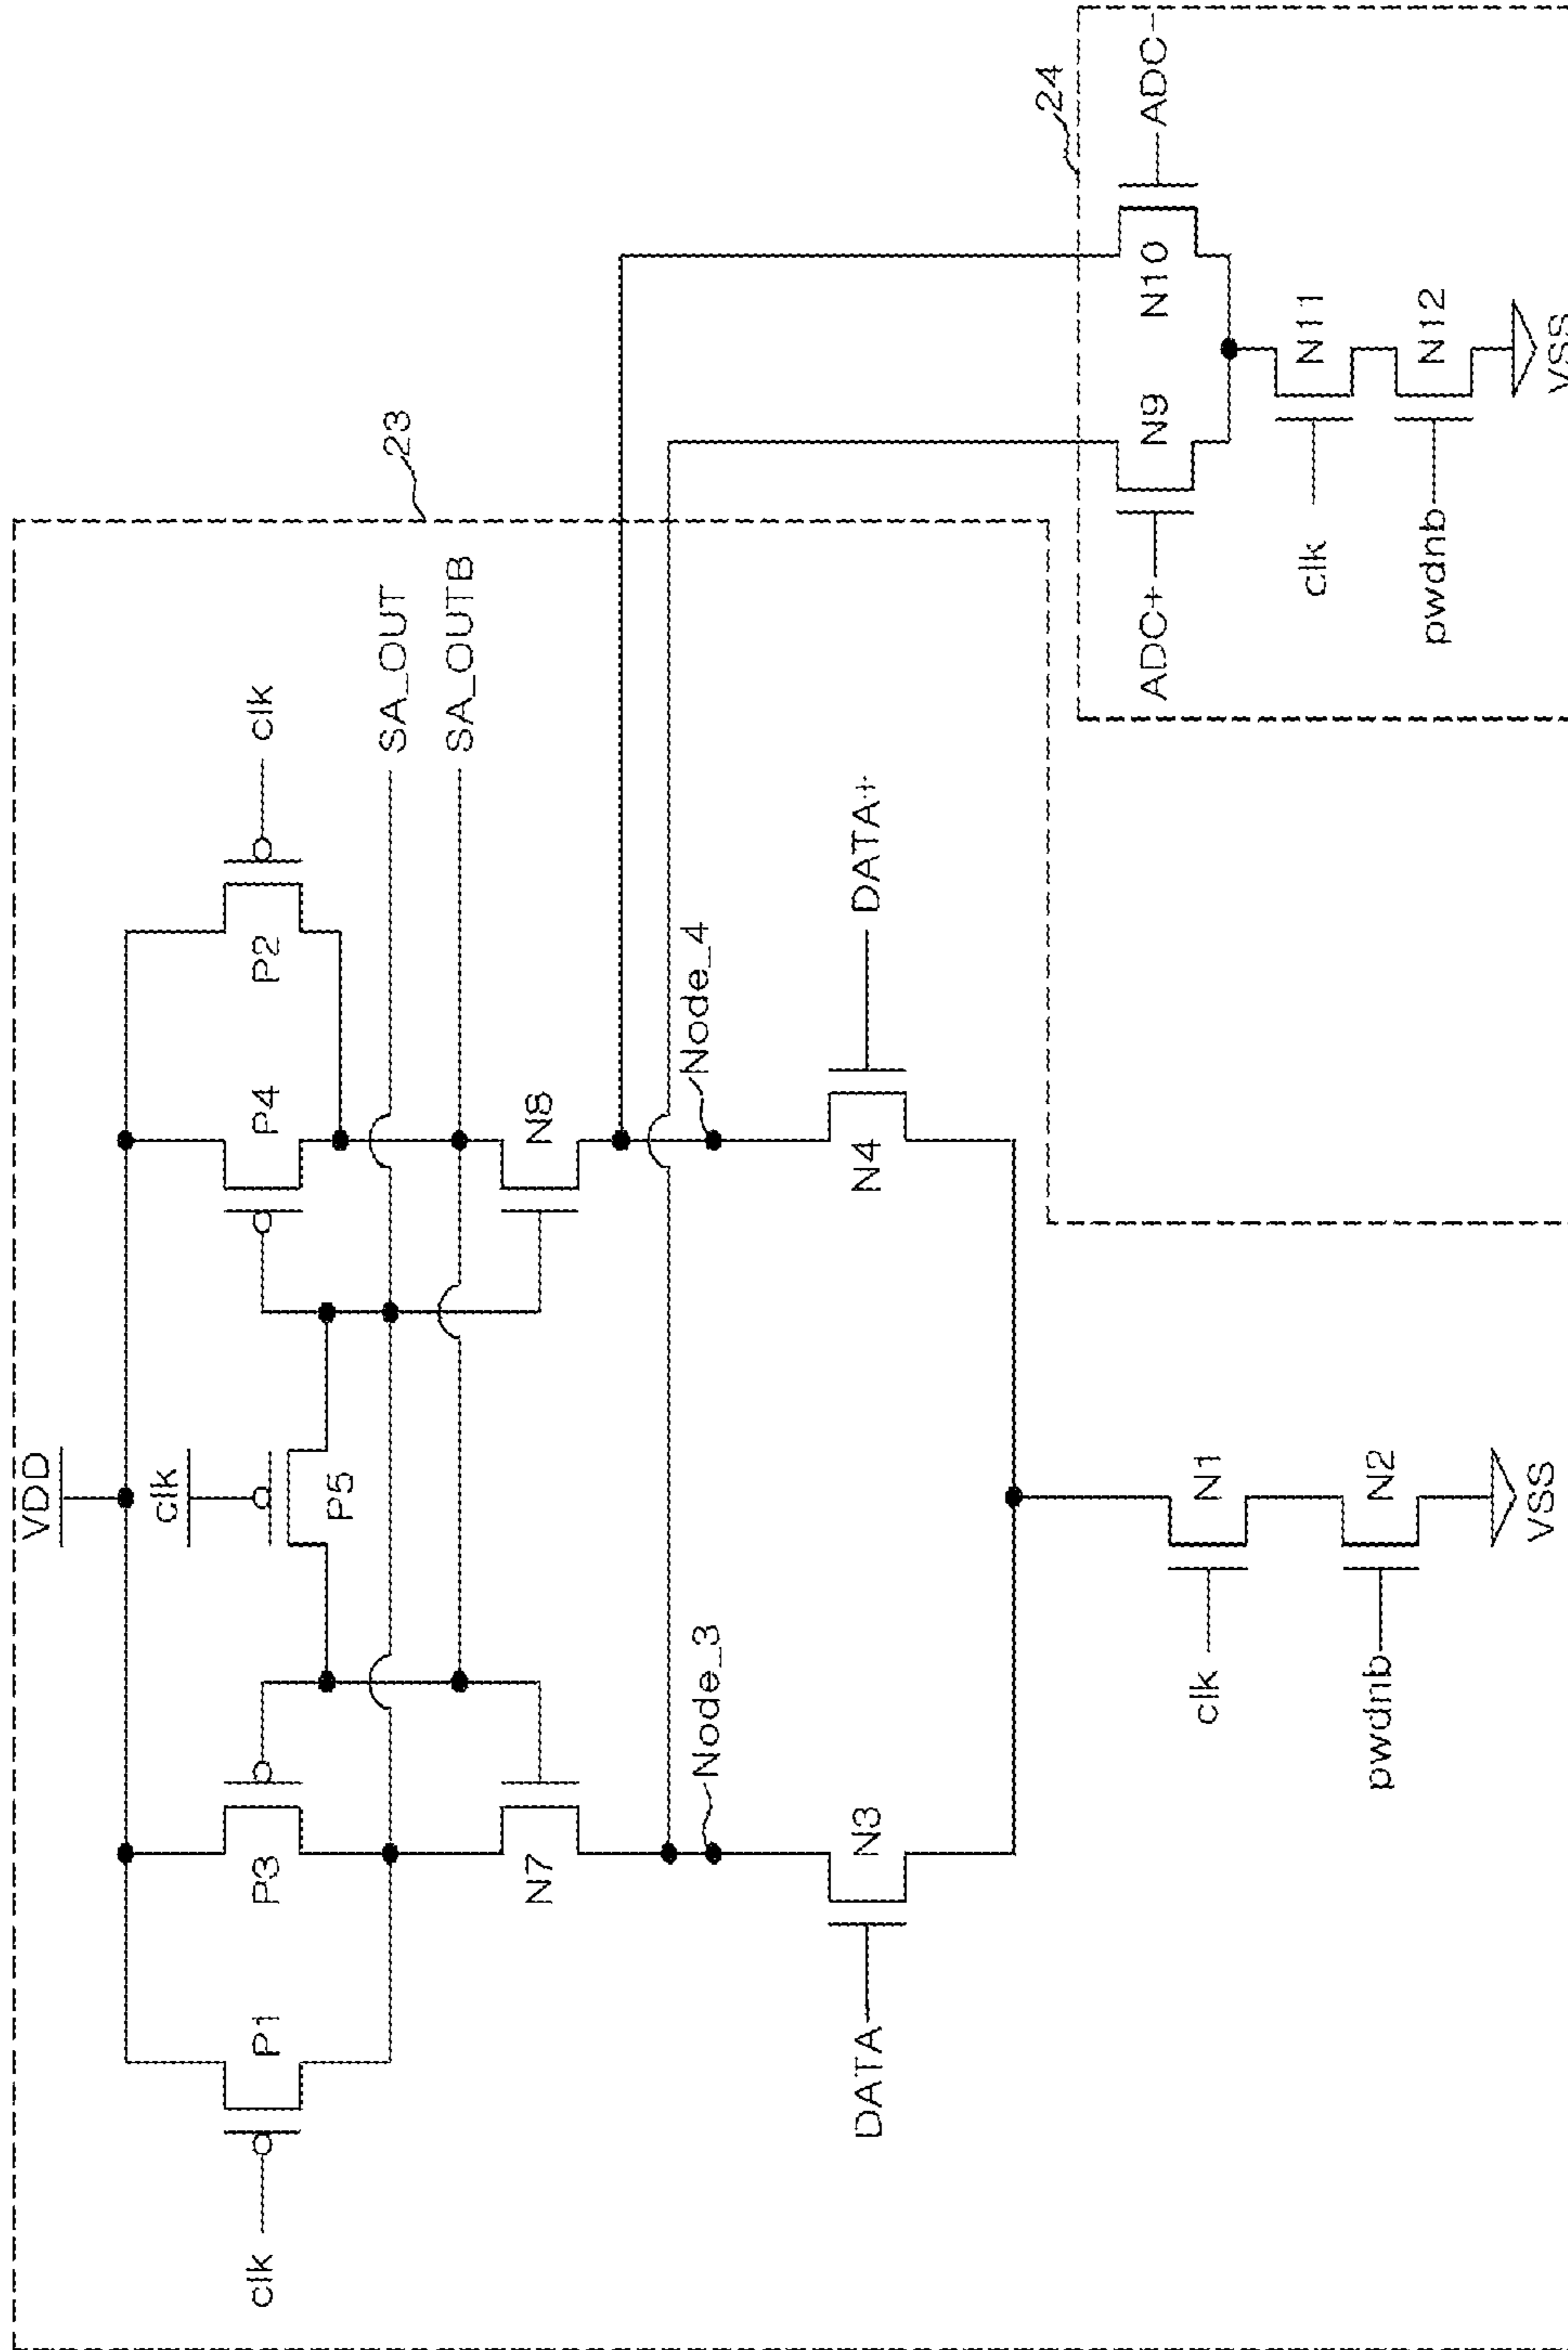 VDD
clk
clk
P1
P3
P4
P2
clk
P5
SA_OUT
23
SA_OUTB
N7
N8
Node_3
Node_4
DATA-
N3
N4
DATA+
24
ADC+
N9
N10
ADC-
clk
N1
clk
N11
pwdnb
N2
pwdnb
N12
VSS
VSS